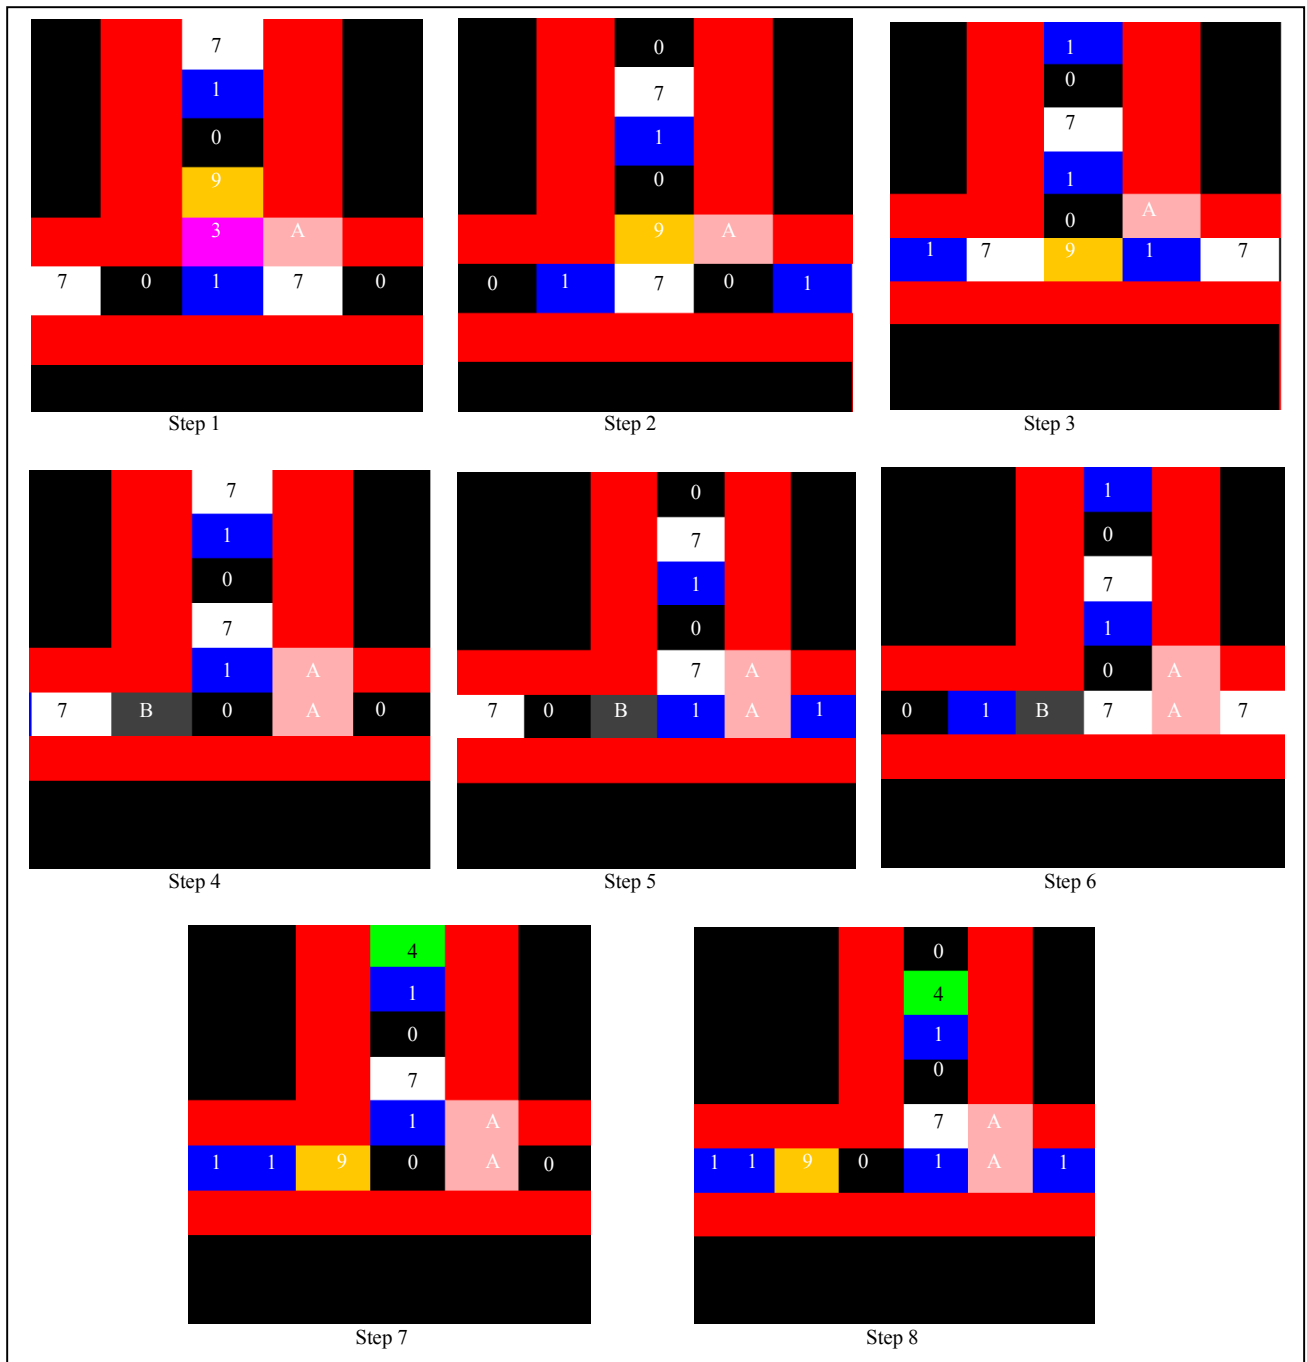 7 0 1
1 7 0
0 1 7
9 0 1
3 A 9 A 0 A
7 0 1 7 0 0 1 7 0 1 1 7 9 1 7
Step 1 Step 2 Step 3
7 0 1
1 7 0
0 1 7
7 0 1
1 A 7 A 0 A
7 B 0 A 0 7 0 B 1 A 1 0 1 B 7 A 7
Step 4 Step 5 Step 6
4 0
1 4
0 1
7 0
1 A 7 A
1 1 9 0 A 0 1 1 9 0 1 A 1
Step 7 Step 8